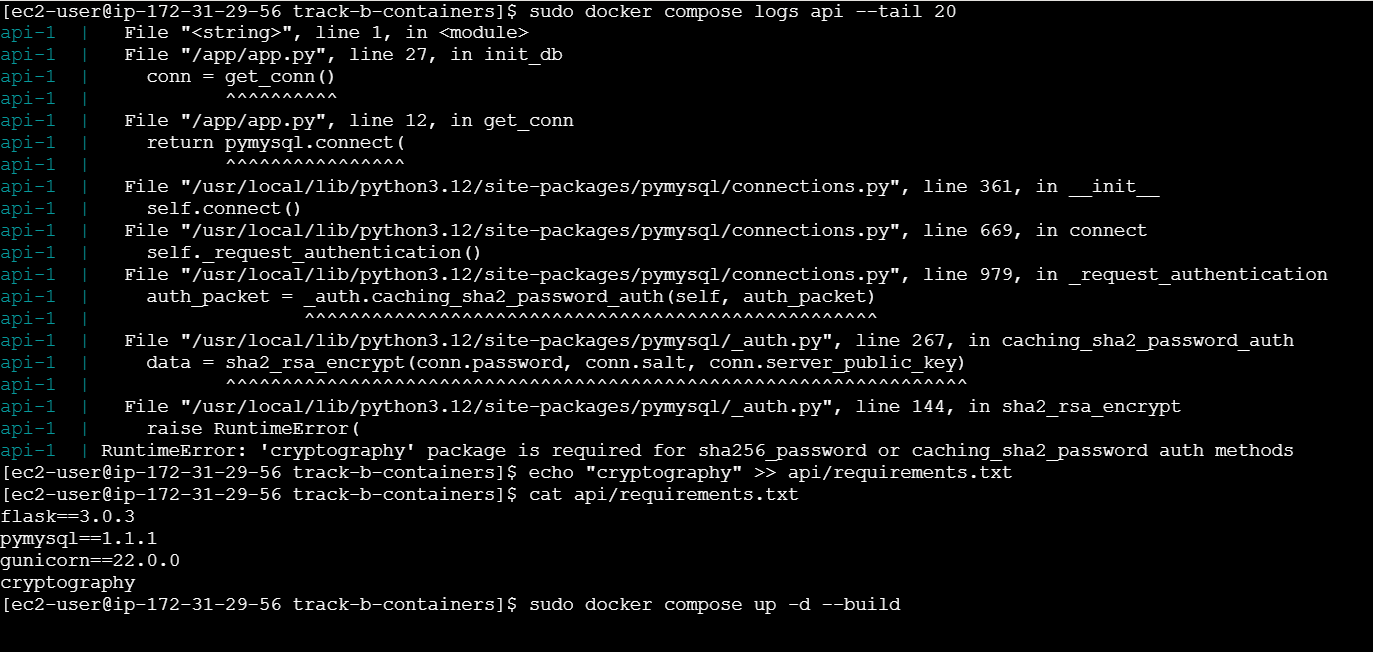 [ec2-user@ip-172-31-29-56 track-b-containers]$ sudo docker compose logs api --tail 20
api-1  |   File "<string>", line 1, in <module>
api-1  |   File "/app/app.py", line 27, in init_db
api-1  |     conn = get_conn()
api-1  |            ^^^^^^^^^^
api-1  |   File "/app/app.py", line 12, in get_conn
api-1  |     return pymysql.connect(
api-1  |            ^^^^^^^^^^^^^^^^
api-1  |   File "/usr/local/lib/python3.12/site-packages/pymysql/connections.py", line 361, in __init__
api-1  |     self.connect()
api-1  |   File "/usr/local/lib/python3.12/site-packages/pymysql/connections.py", line 669, in connect
api-1  |     self._request_authentication()
api-1  |   File "/usr/local/lib/python3.12/site-packages/pymysql/connections.py", line 979, in _request_authentication
api-1  |     auth_packet = _auth.caching_sha2_password_auth(self, auth_packet)
api-1  |                   ^^^^^^^^^^^^^^^^^^^^^^^^^^^^^^^^^^^^^^^^^^^^^^^^^^^
api-1  |   File "/usr/local/lib/python3.12/site-packages/pymysql/_auth.py", line 267, in caching_sha2_password_auth
api-1  |     data = sha2_rsa_encrypt(conn.password, conn.salt, conn.server_public_key)
api-1  |            ^^^^^^^^^^^^^^^^^^^^^^^^^^^^^^^^^^^^^^^^^^^^^^^^^^^^^^^^^^^^^^^^^^
api-1  |   File "/usr/local/lib/python3.12/site-packages/pymysql/_auth.py", line 144, in sha2_rsa_encrypt
api-1  |     raise RuntimeError(
api-1  | RuntimeError: 'cryptography' package is required for sha256_password or caching_sha2_password auth methods
[ec2-user@ip-172-31-29-56 track-b-containers]$ echo "cryptography" >> api/requirements.txt
[ec2-user@ip-172-31-29-56 track-b-containers]$ cat api/requirements.txt
flask==3.0.3
pymysql==1.1.1
gunicorn==22.0.0
cryptography
[ec2-user@ip-172-31-29-56 track-b-containers]$ sudo docker compose up -d --build